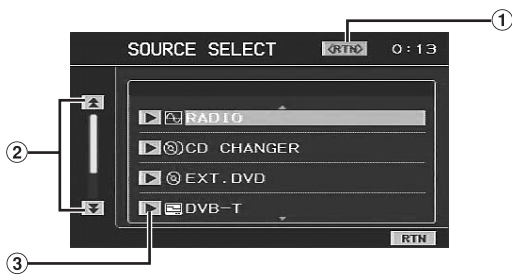 ①
SOURCE SELECT <RTN> 0:13
RADIO
②
CD CHANGER
EXT.DVD
③
DVB-T
RTN